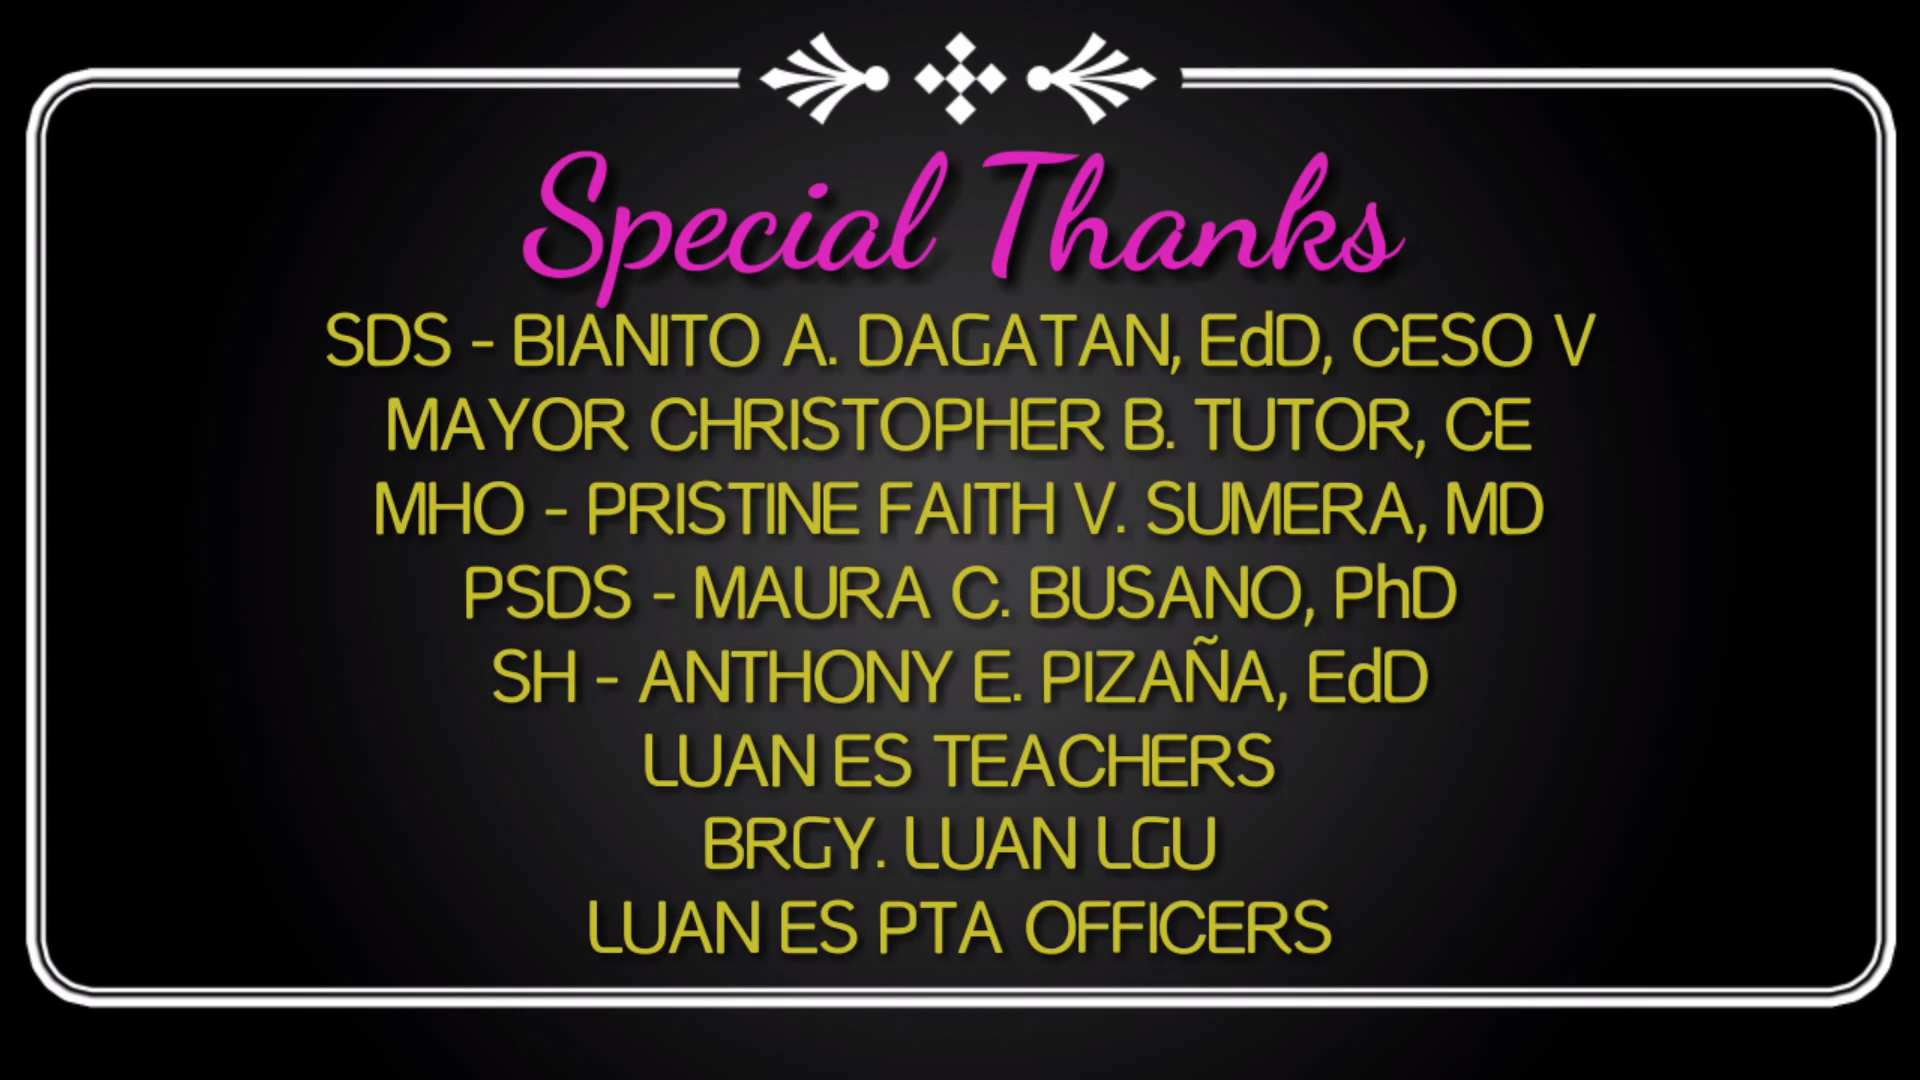 Special Thanks
SDS - BIANITO A. DAGATAN, EdD, CESO V
MAYOR CHRISTOPHER B. TUTOR, CE
MHO - PRISTINE FAITH V. SUMERA, MD
PSDS - MAURA C. BUSANO, PhD
SH - ANTHONY E. PIZAÑA, EdD
LUAN ES TEACHERS
BRGY. LUAN LGU
LUAN ES PTA OFFICERS